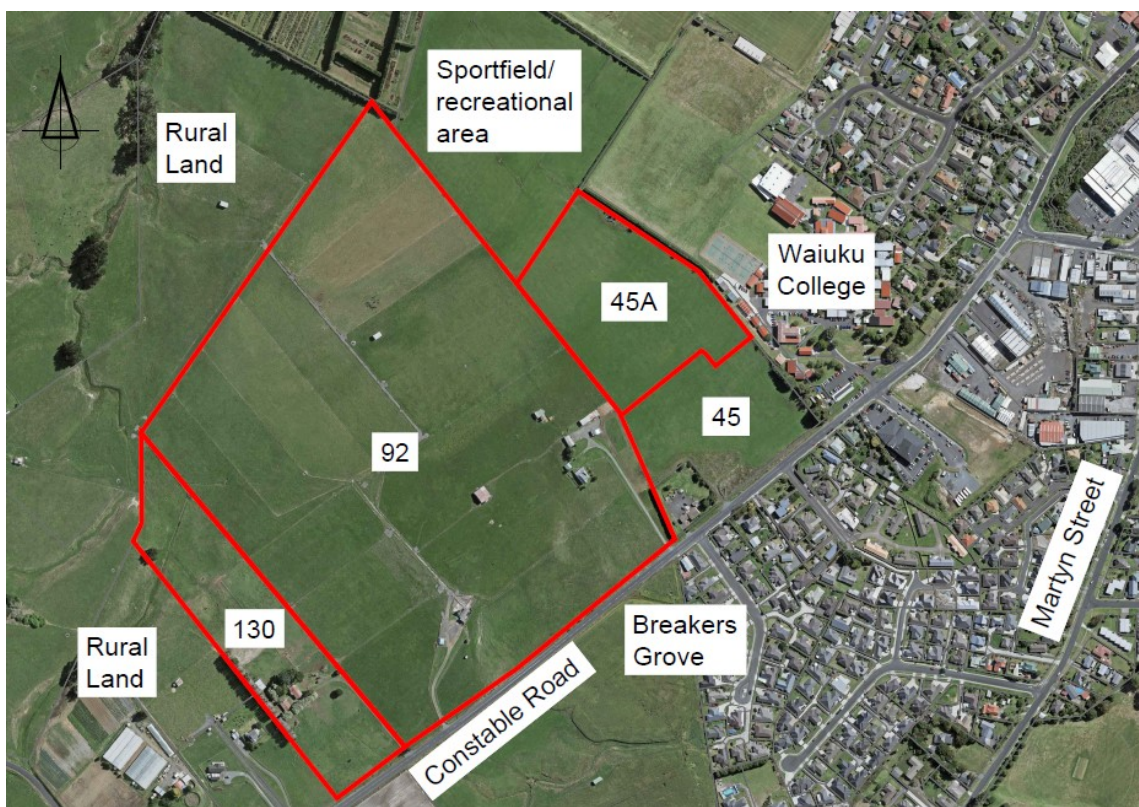 Sportfield/
recreational
area
Rural
Land
Waiuku
College
45A
45
92
Martyn Street
130
Breakers
Grove
Rural
Land
Constable Road